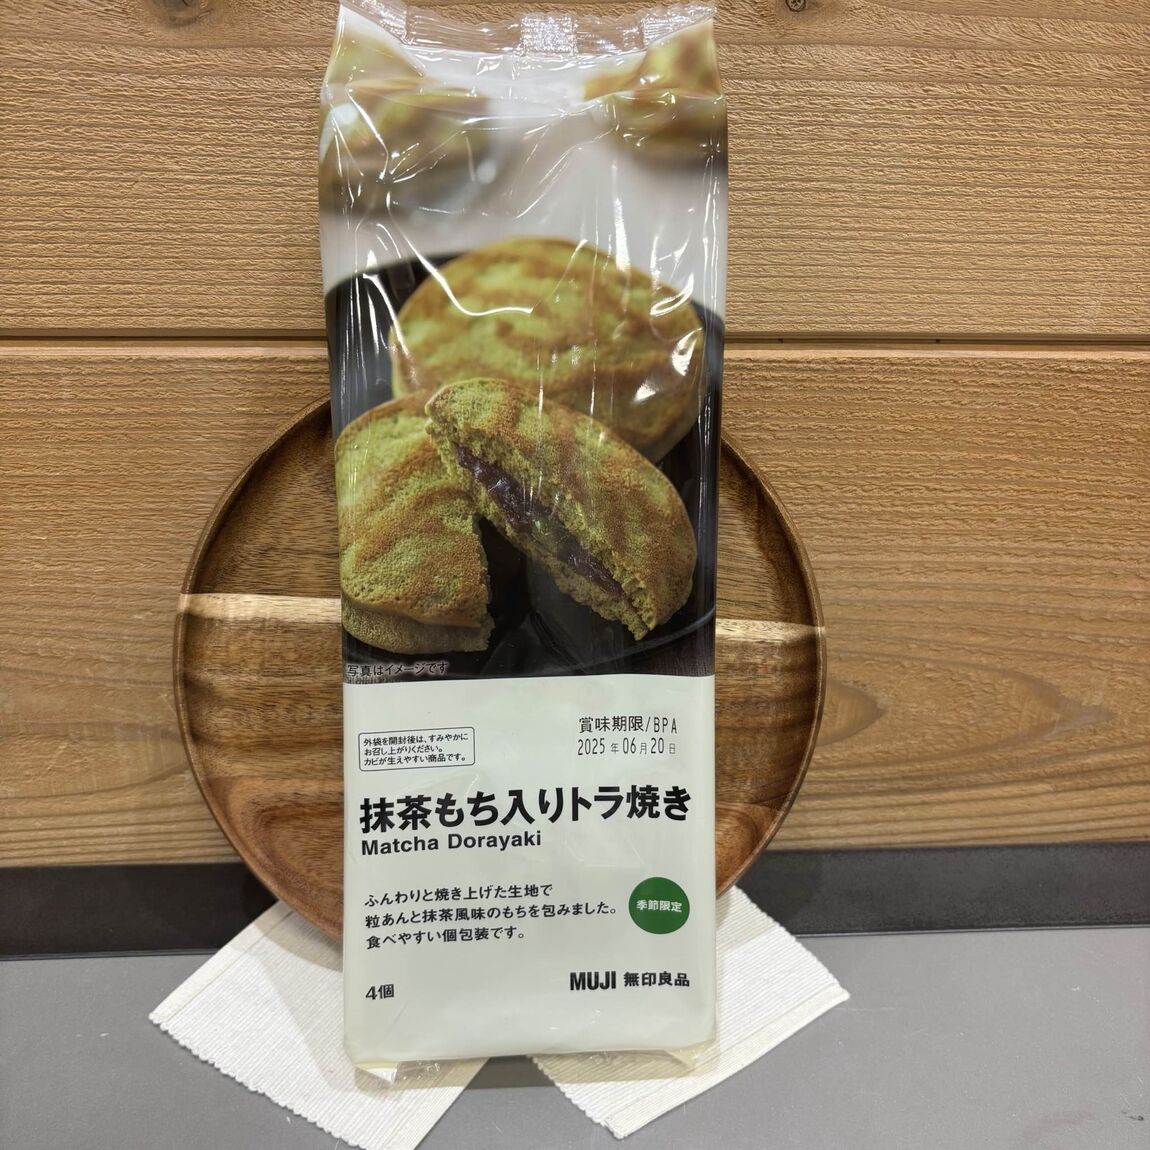 写真はイメージです
外袋を開封後は、すみやかに
お召し上がりください。
カビが生えやすい商品です。
賞味期限/BPA
2025年06月20日
抹茶もち入りトラ焼き
Matcha Dorayaki
ふんわりと焼き上げた生地で
粒あんと抹茶風味のもちを包みました。
食べやすい個包装です。
季節限定
4個
MUJI 無印良品